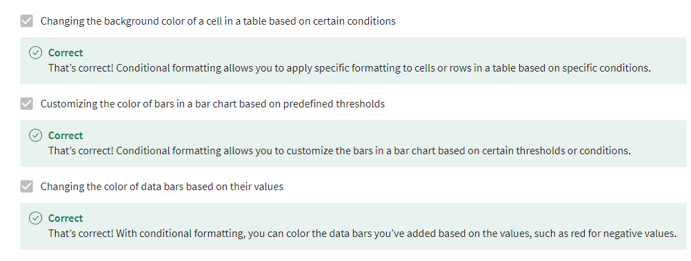 Changing the background color of a cell in a table based on certain conditions
Correct
That's correct! Conditional formatting allows you to apply specific formatting to cells or rows in a table based on specific conditions.
Customizing the color of bars in a bar chart based on predefined thresholds
Correct
That's correct! Conditional formatting allows you to customize the bars in a bar chart based on certain thresholds or conditions.
Changing the color of data bars based on their values
Correct
That's correct! With conditional formatting, you can color the data bars you've added based on the values, such as red for negative values.